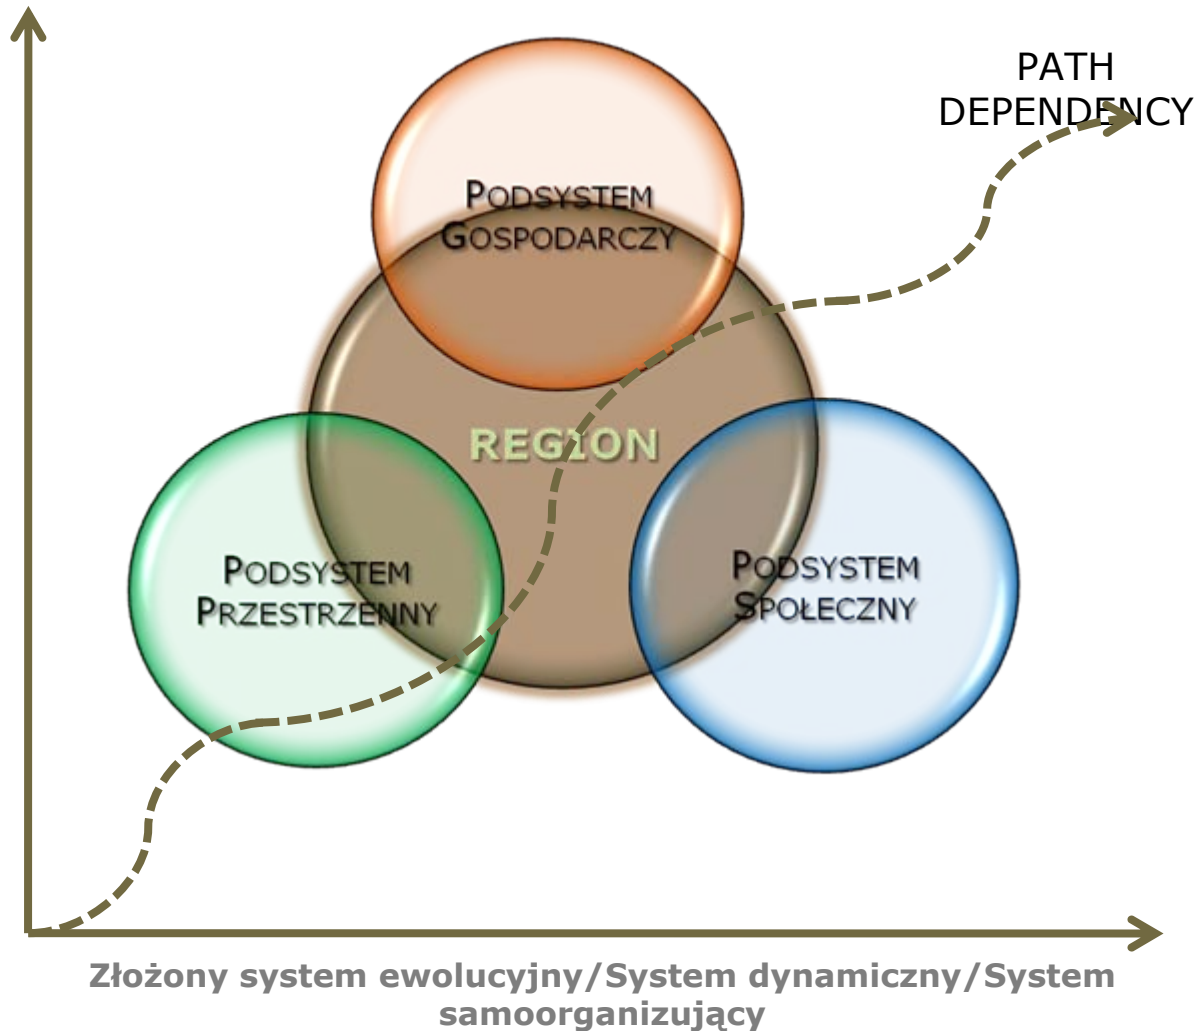 PATH
DEPENDENCY
PODSYSTEM
GOSPODARCZY
REGION
PODSYSTEM
PRZESTRZENNY
PODSYSTEM
SPOŁECZNY
Złożony system ewolucyjny/System dynamiczny/System
samoorganizujący